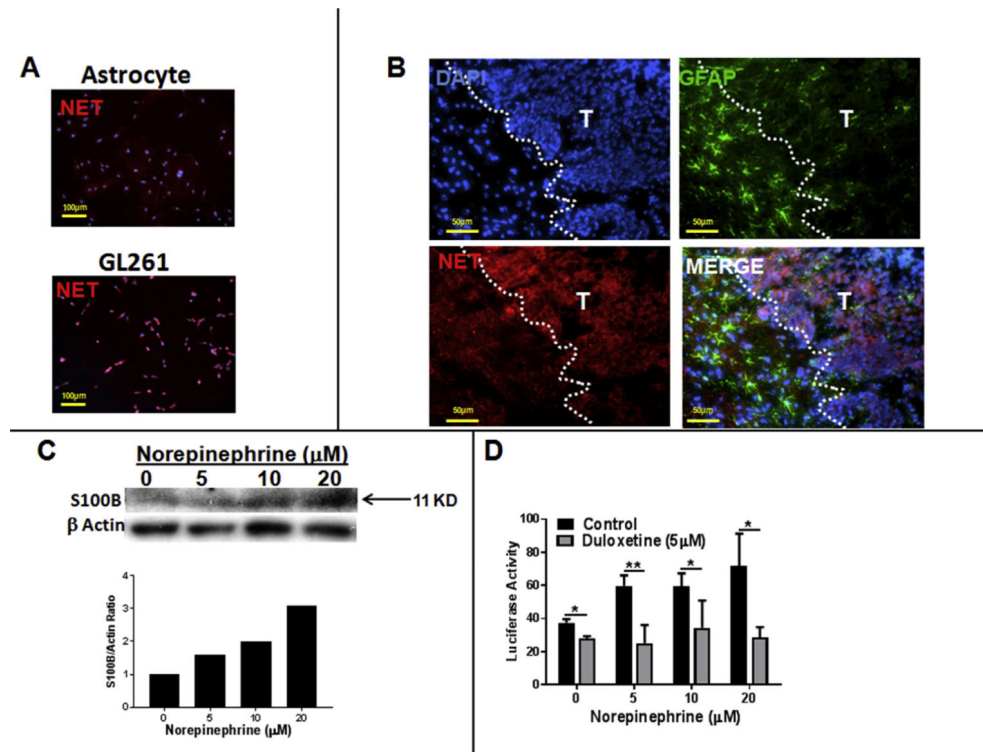 A
Astrocyte
NET
100μm
GL261
NET
100μm
B
DAPI
T
50μm
GFAP
T
50μm
NET
T
50μm
MERGE
T
50μm
C
Norepinephrine (μM)
0 5 10 20
S100B
11 KD
β Actin
S100B/Actin Ratio
4
3
2
1
0
0 5 10 20
Norepinephrine (μM)
D
Control
Duloxetine (5μM)
Luciferase Activity
100
80
60
40
20
0
* ** * *
0 5 10 20
Norepinephrine (μM)